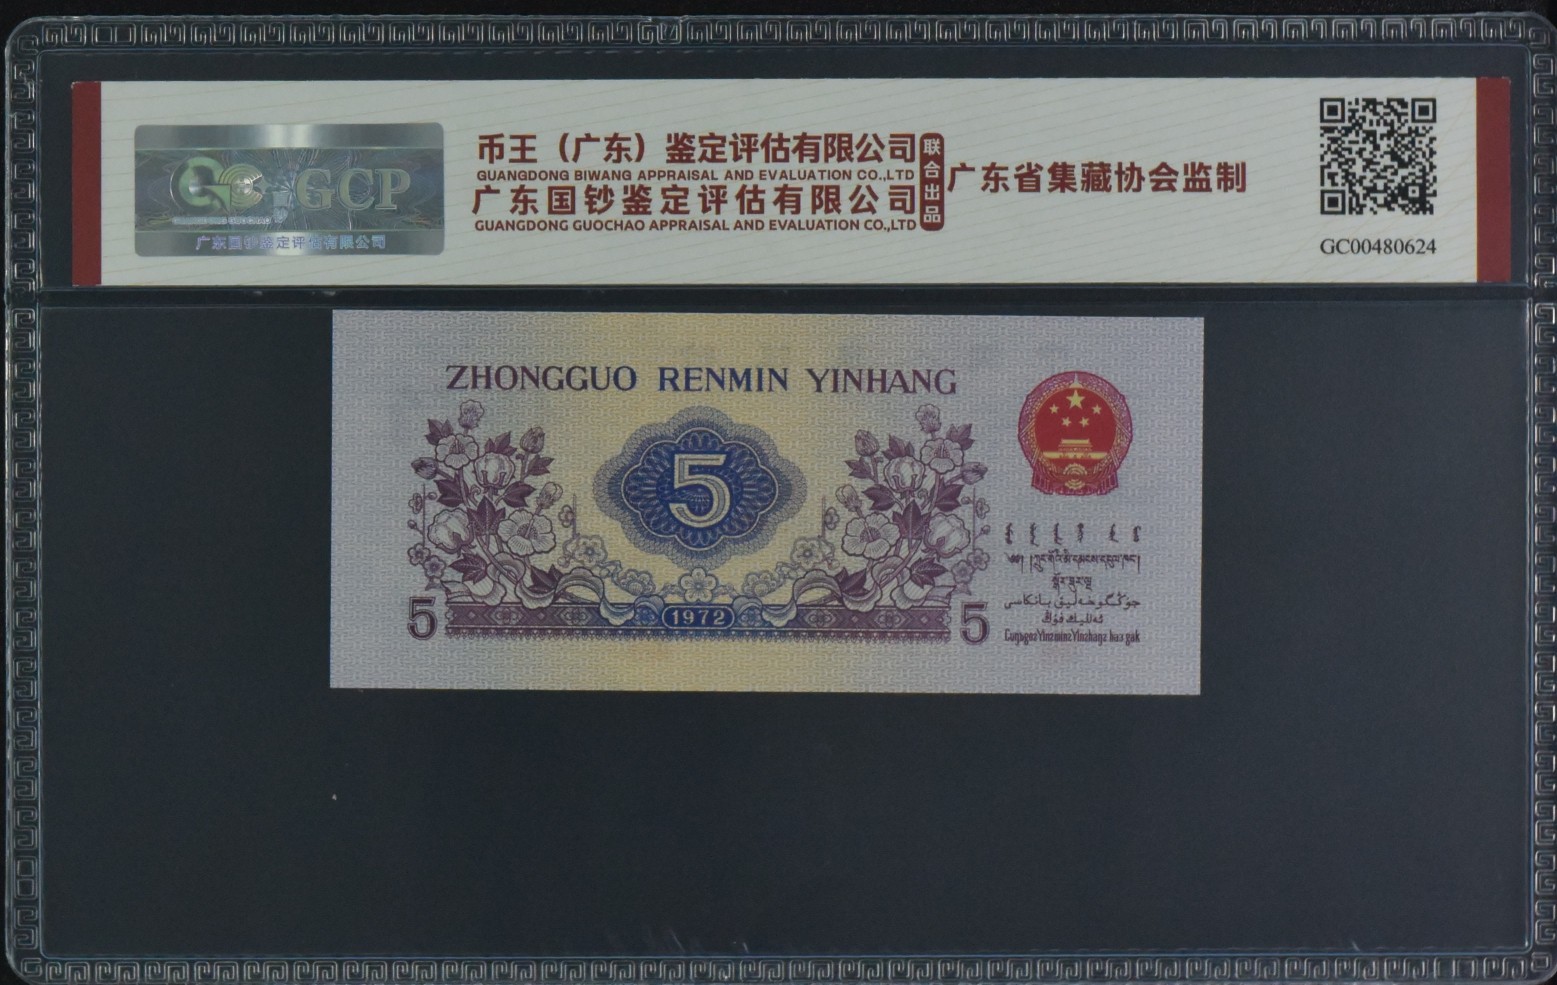 币王（广东）鉴定评估有限公司
GUANGDONG BIWANG APPRAISAL AND EVALUATION CO.,LTD
广东国钞鉴定评估有限公司
GUANGDONG GUOCHAO APPRAISAL AND EVALUATION CO.,LTD
联合出品
广东省集藏协会监制
GCP
广东国钞鉴定评估有限公司
GC00480624
ZHONGGUO RENMIN YINHANG
5
5
1972
5
جۇڭگو خەلىق بانكىسى